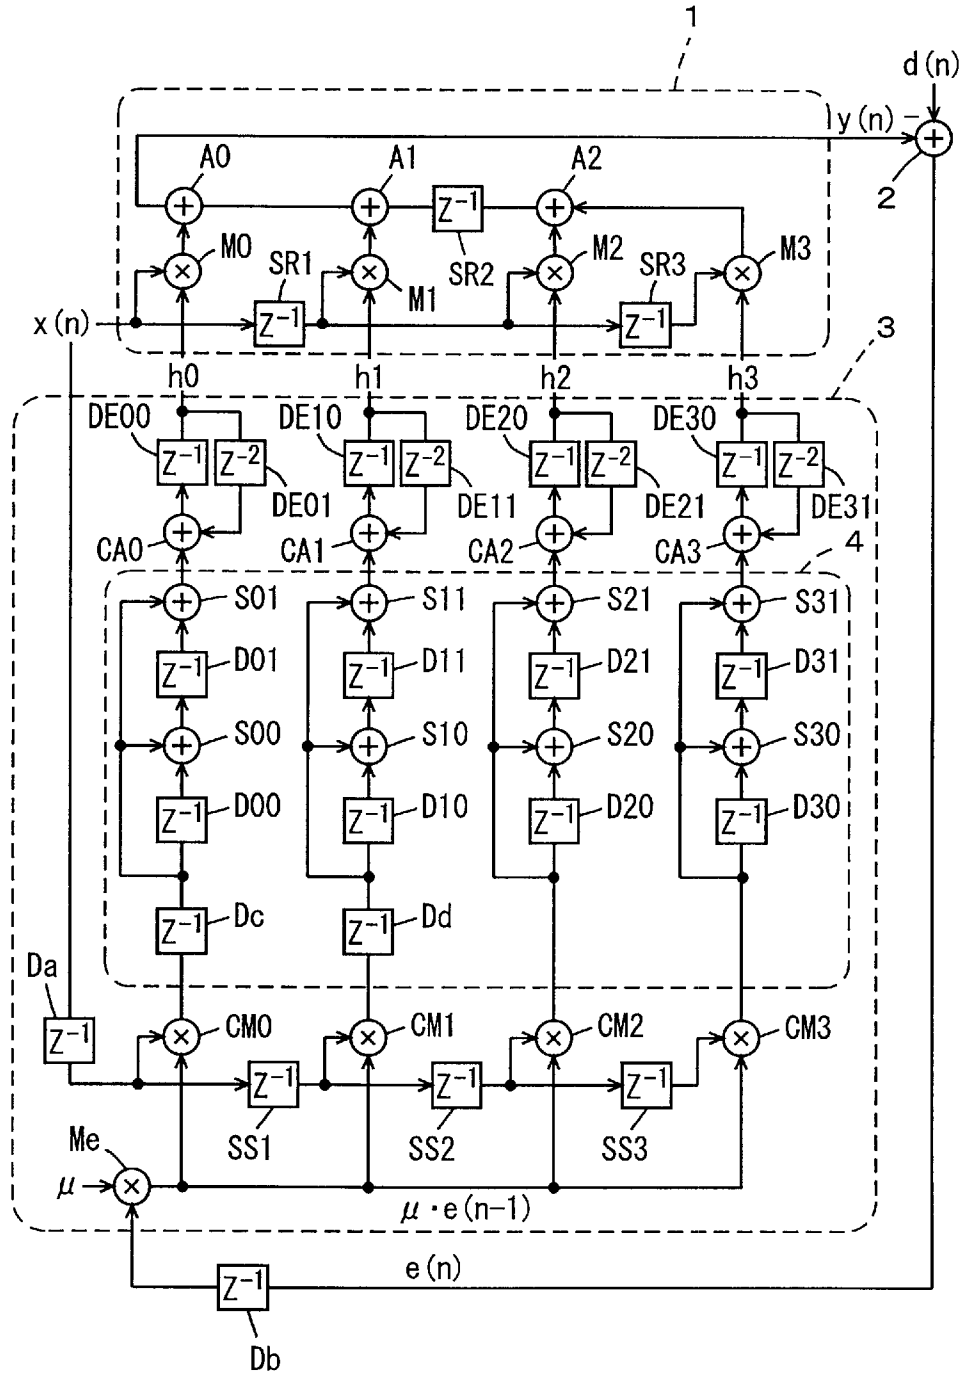 1
d(n)
y(n) −
+
2
A0 A1 A2
+ + Z⁻¹ +
M0 SR1 M1 SR2 M2 SR3 M3
× × × ×
x(n) Z⁻¹ Z⁻¹
3
h0 h1 h2 h3
DE00 DE10 DE20 DE30
Z⁻¹ Z⁻² Z⁻¹ Z⁻² Z⁻¹ Z⁻² Z⁻¹ Z⁻²
DE01 DE11 DE21 DE31
+ + + +
CA0 CA1 CA2 CA3
4
+ S01 + S11 + S21 + S31
Z⁻¹ D01 Z⁻¹ D11 Z⁻¹ D21 Z⁻¹ D31
+ S00 + S10 + S20 + S30
Z⁻¹ D00 Z⁻¹ D10 Z⁻¹ D20 Z⁻¹ D30
Z⁻¹ Dc Z⁻¹ Dd
Da
Z⁻¹ × CM0 × CM1 × CM2 × CM3
Z⁻¹ Z⁻¹ Z⁻¹
SS1 SS2 SS3
Me
μ ×
μ・e(n-1)
e(n)
Z⁻¹
Db